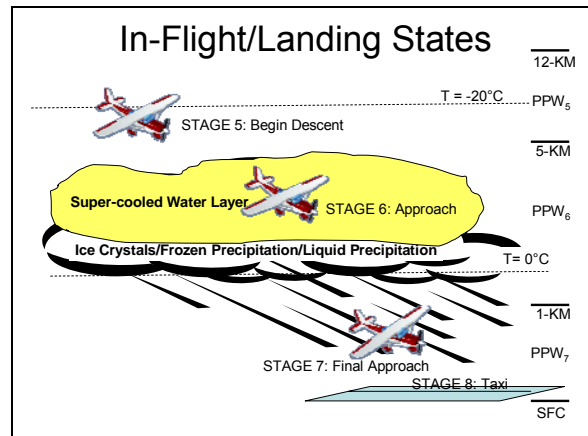 In-Flight/Landing States
12-KM
T = -20°C
PPW5
STAGE 5: Begin Descent
5-KM
Super-cooled Water Layer
STAGE 6: Approach
PPW6
Ice Crystals/Frozen Precipitation/Liquid Precipitation
T= 0°C
1-KM
STAGE 7: Final Approach
PPW7
STAGE 8: Taxi
SFC